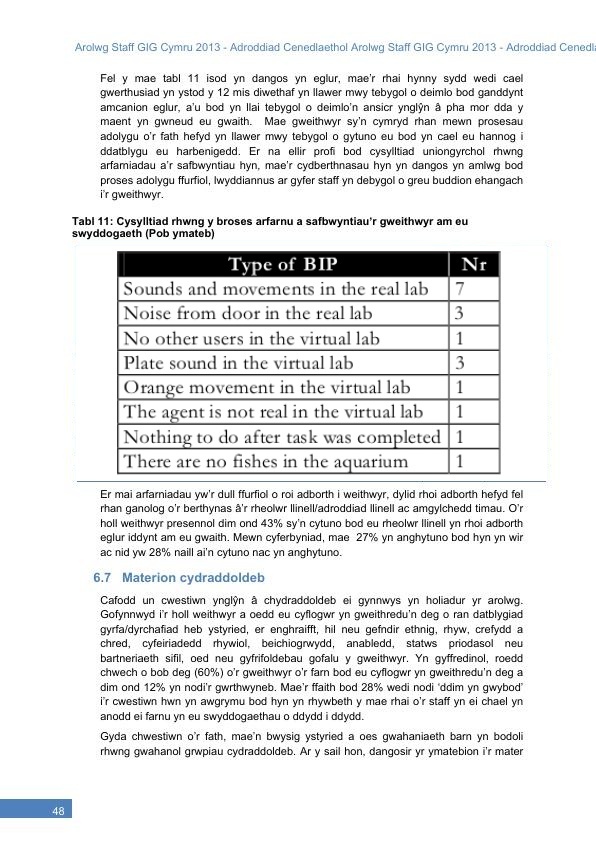 Arolwg Staff GIG Cymru 2013 - Adroddiad Cenedlaethol Arolwg Staff GIG Cymru 2013 - Adroddiad Cenedla
Fel y mae tabl 11 isod yn dangos yn eglur, mae'r rhai hynny sydd wedi cael
gwerthusiad yn ystod y 12 mis diwethaf yn llawer mwy tebygol o deimlo bod ganddynt
amcanion eglur, a'u bod yn llai tebygol o deimlo'n ansicr ynglŷn â pha mor dda y
maent yn gwneud eu gwaith. Mae gweithwyr sy'n cymryd rhan mewn prosesau
adolygu o'r fath hefyd yn llawer mwy tebygol o gytuno eu bod yn cael eu hannog i
ddatblygu eu harbenigedd. Er na ellir profi bod cysylltiad uniongyrchol rhwng
arfarniadau a'r safbwyntiau hyn, mae'r cydberthnasau hyn yn dangos yn amlwg bod
proses adolygu ffurfiol, lwyddiannus ar gyfer staff yn debygol o greu buddion ehangach
i'r gweithwyr.
Tabl 11: Cysylltiad rhwng y broses arfarnu a safbwyntiau'r gweithwyr am eu
swyddogaeth (Pob ymateb)
Type of BIP Nr
Sounds and movements in the real lab 7
Noise from door in the real lab 3
No other users in the virtual lab 1
Plate sound in the virtual lab 3
Orange movement in the virtual lab 1
The agent is not real in the virtual lab 1
Nothing to do after task was completed 1
There are no fishes in the aquarium 1
Er mai arfarniadau yw'r dull ffurfiol o roi adborth i weithwyr, dylid rhoi adborth hefyd fel
rhan ganolog o'r berthynas â'r rheolwr llinell/adroddiad llinell ac amgylchedd timau. O'r
holl weithwyr presennol dim ond 43% sy'n cytuno bod eu rheolwr llinell yn rhoi adborth
eglur iddynt am eu gwaith. Mewn cyferbyniad, mae 27% yn anghytuno bod hyn yn wir
ac nid yw 28% naill ai'n cytuno nac yn anghytuno.
6.7 Materion cydraddoldeb
Cafodd un cwestiwn ynglŷn â chydraddoldeb ei gynnwys yn holiadur yr arolwg.
Gofynnwyd i'r holl weithwyr a oedd eu cyflogwr yn gweithredu'n deg o ran datblygiad
gyrfa/dyrchafiad heb ystyried, er enghraifft, hil neu gefndir ethnig, rhyw, crefydd a
chred, cyfeiriadedd rhywiol, beichiogrwydd, anabledd, statws priodasol neu
bartneriaeth sifil, oed neu gyfrifoldebau gofalu y gweithwyr. Yn gyffredinol, roedd
chwech o bob deg (60%) o'r gweithwyr o'r farn bod eu cyflogwr yn gweithredu'n deg a
dim ond 12% yn nodi'r gwrthwyneb. Mae'r ffaith bod 28% wedi nodi 'ddim yn gwybod'
i'r cwestiwn hwn yn awgrymu bod hyn yn rhywbeth y mae rhai o'r staff yn ei chael yn
anodd ei farnu yn eu swyddogaethau o ddydd i ddydd.
Gyda chwestiwn o'r fath, mae'n bwysig ystyried a oes gwahaniaeth barn yn bodoli
rhwng gwahanol grwpiau cydraddoldeb. Ar y sail hon, dangosir yr ymatebion i'r mater
48